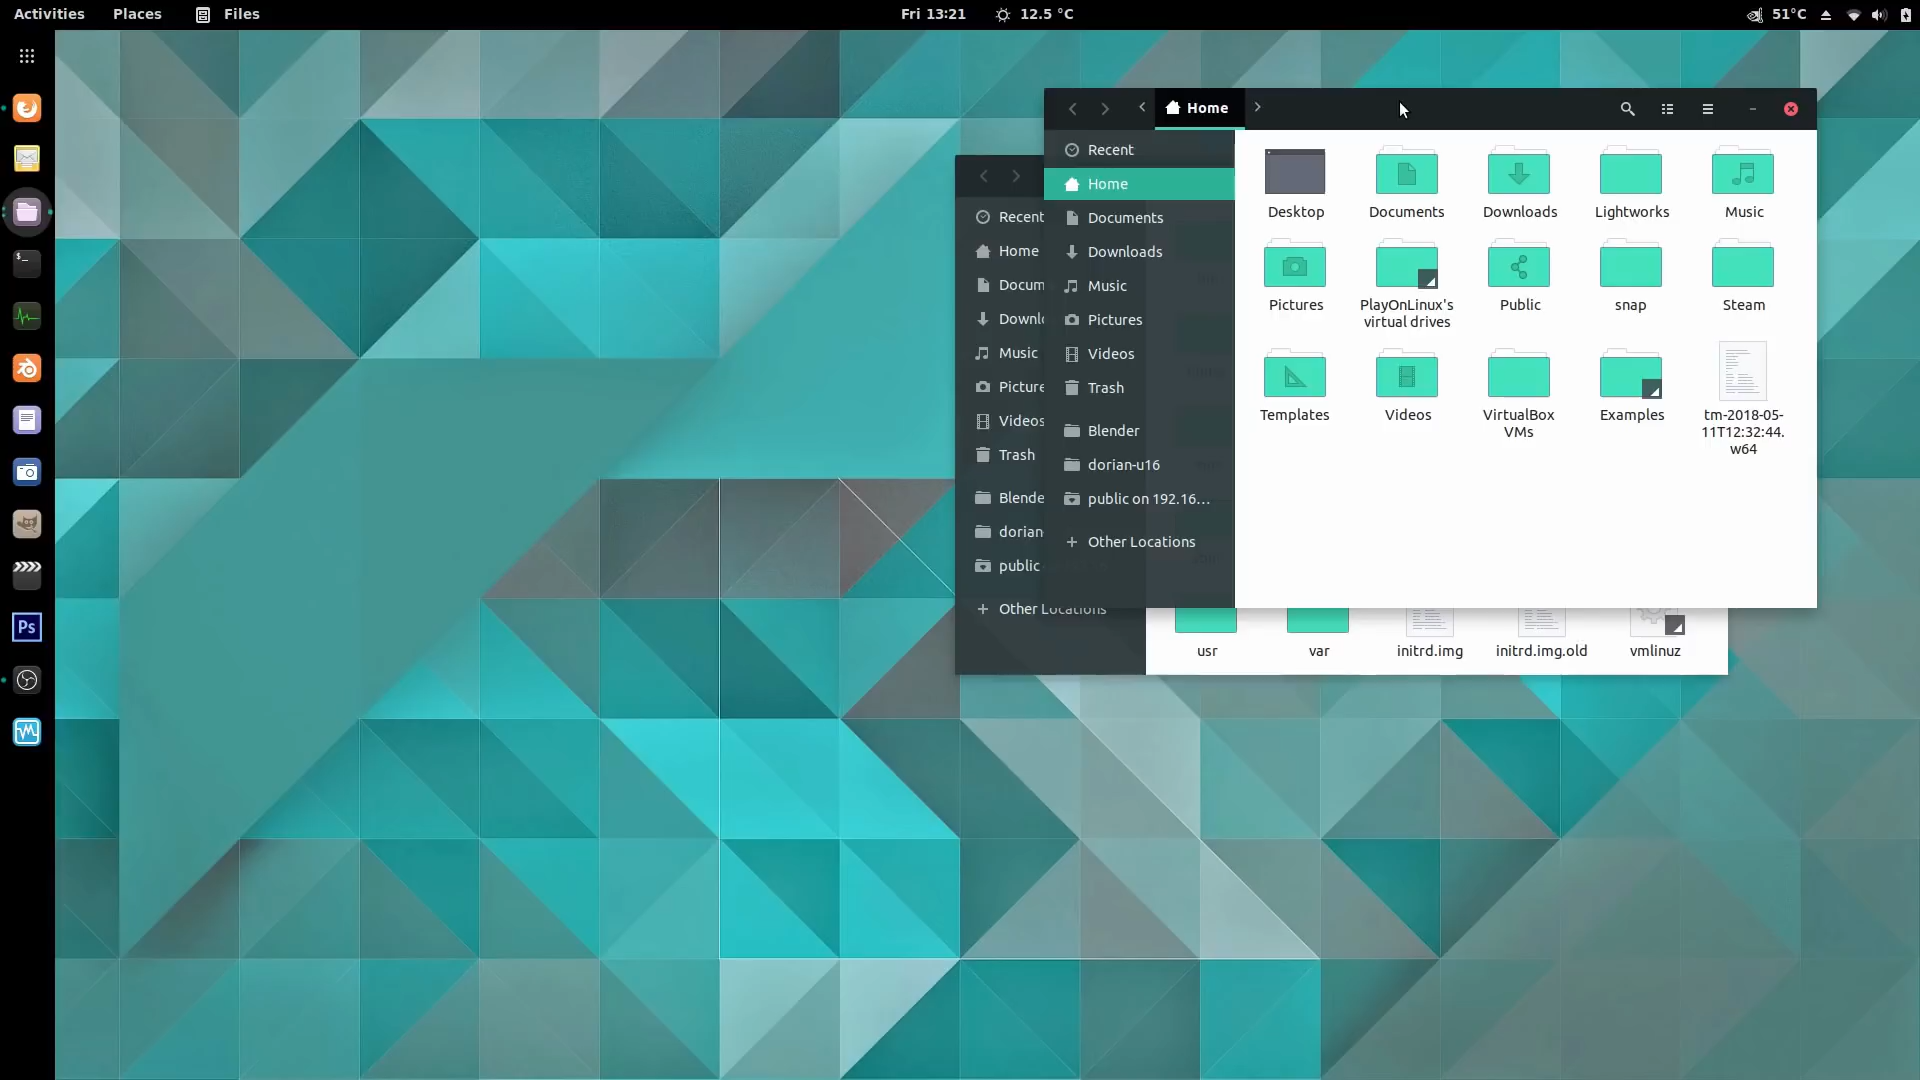 Activities Places Files Fri 13:21 12.5 °C 51°C
Home
Recent
Home
Documents
Downloads
Music
Pictures
Videos
Trash
Blender
dorian-u16
public on 192.16...
Other Locations
Desktop Documents Downloads Lightworks Music
Pictures PlayOnLinux's Public snap Steam
virtual drives
Templates Videos VirtualBox Examples tm-2018-05-
VMs 11T12:32:44.
w64
Recent
Home
Docum
Downlo
Music
Picture
Videos
Trash
Blende
dorian-
public
Other Locations
usr var initrd.img initrd.img.old vmlinuz
$_
Ps